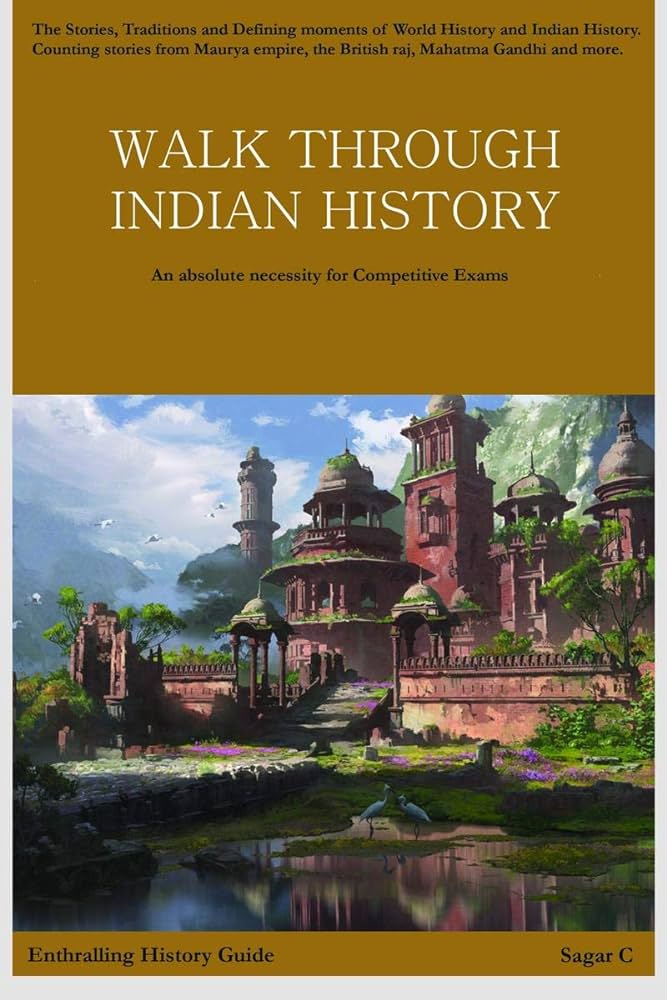 The Stories, Traditions and Defining moments of World History and Indian History.
Counting stories from Maurya empire, the British raj, Mahatma Gandhi and more.
WALK THROUGH
INDIAN HISTORY
An absolute necessity for Competitive Exams
Enthralling History Guide
Sagar C